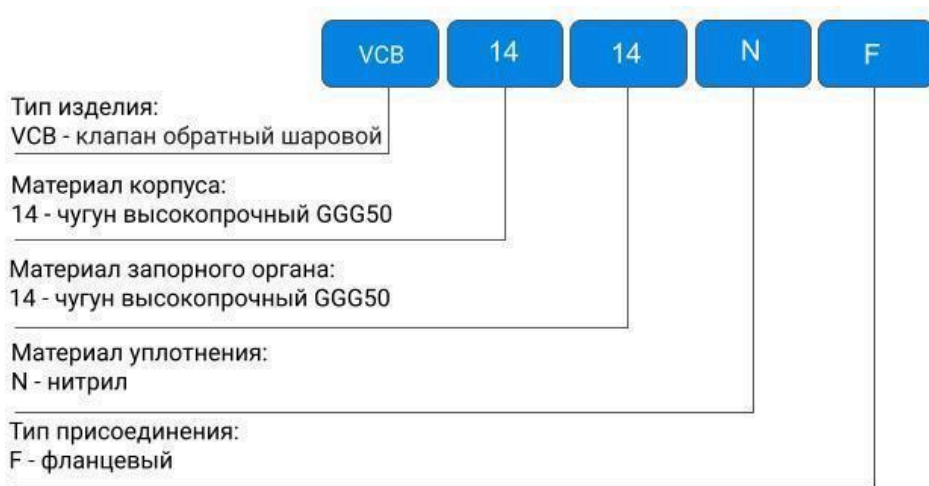 VCB 14 14 N F
Тип изделия:
VCB - клапан обратный шаровой
Материал корпуса:
14 - чугун высокопрочный GGG50
Материал запорного органа:
14 - чугун высокопрочный GGG50
Материал уплотнения:
N - нитрил
Тип присоединения:
F - фланцевый